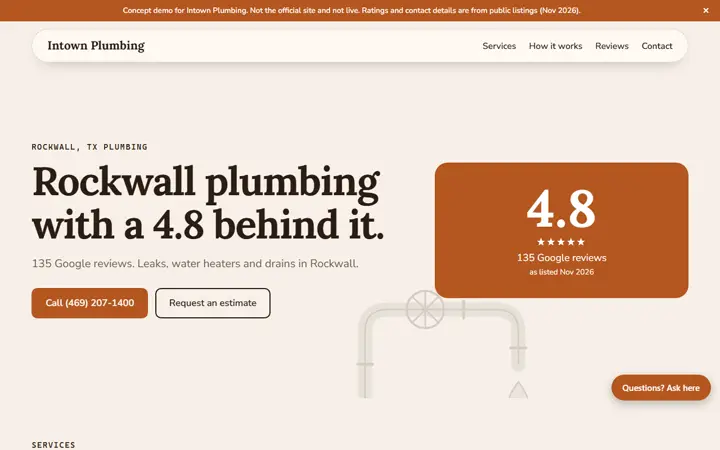 Concept demo for Intown Plumbing. Not the official site and not live. Ratings and contact details are from public listings (Nov 2026).
×
Intown Plumbing
Services
How it works
Reviews
Contact
ROCKWALL, TX PLUMBING
Rockwall plumbing
with a 4.8 behind it.
135 Google reviews. Leaks, water heaters and drains in Rockwall.
Call (469) 207-1400
Request an estimate
4.8
★★★★★
135 Google reviews
as listed Nov 2026
Questions? Ask here
SERVICES